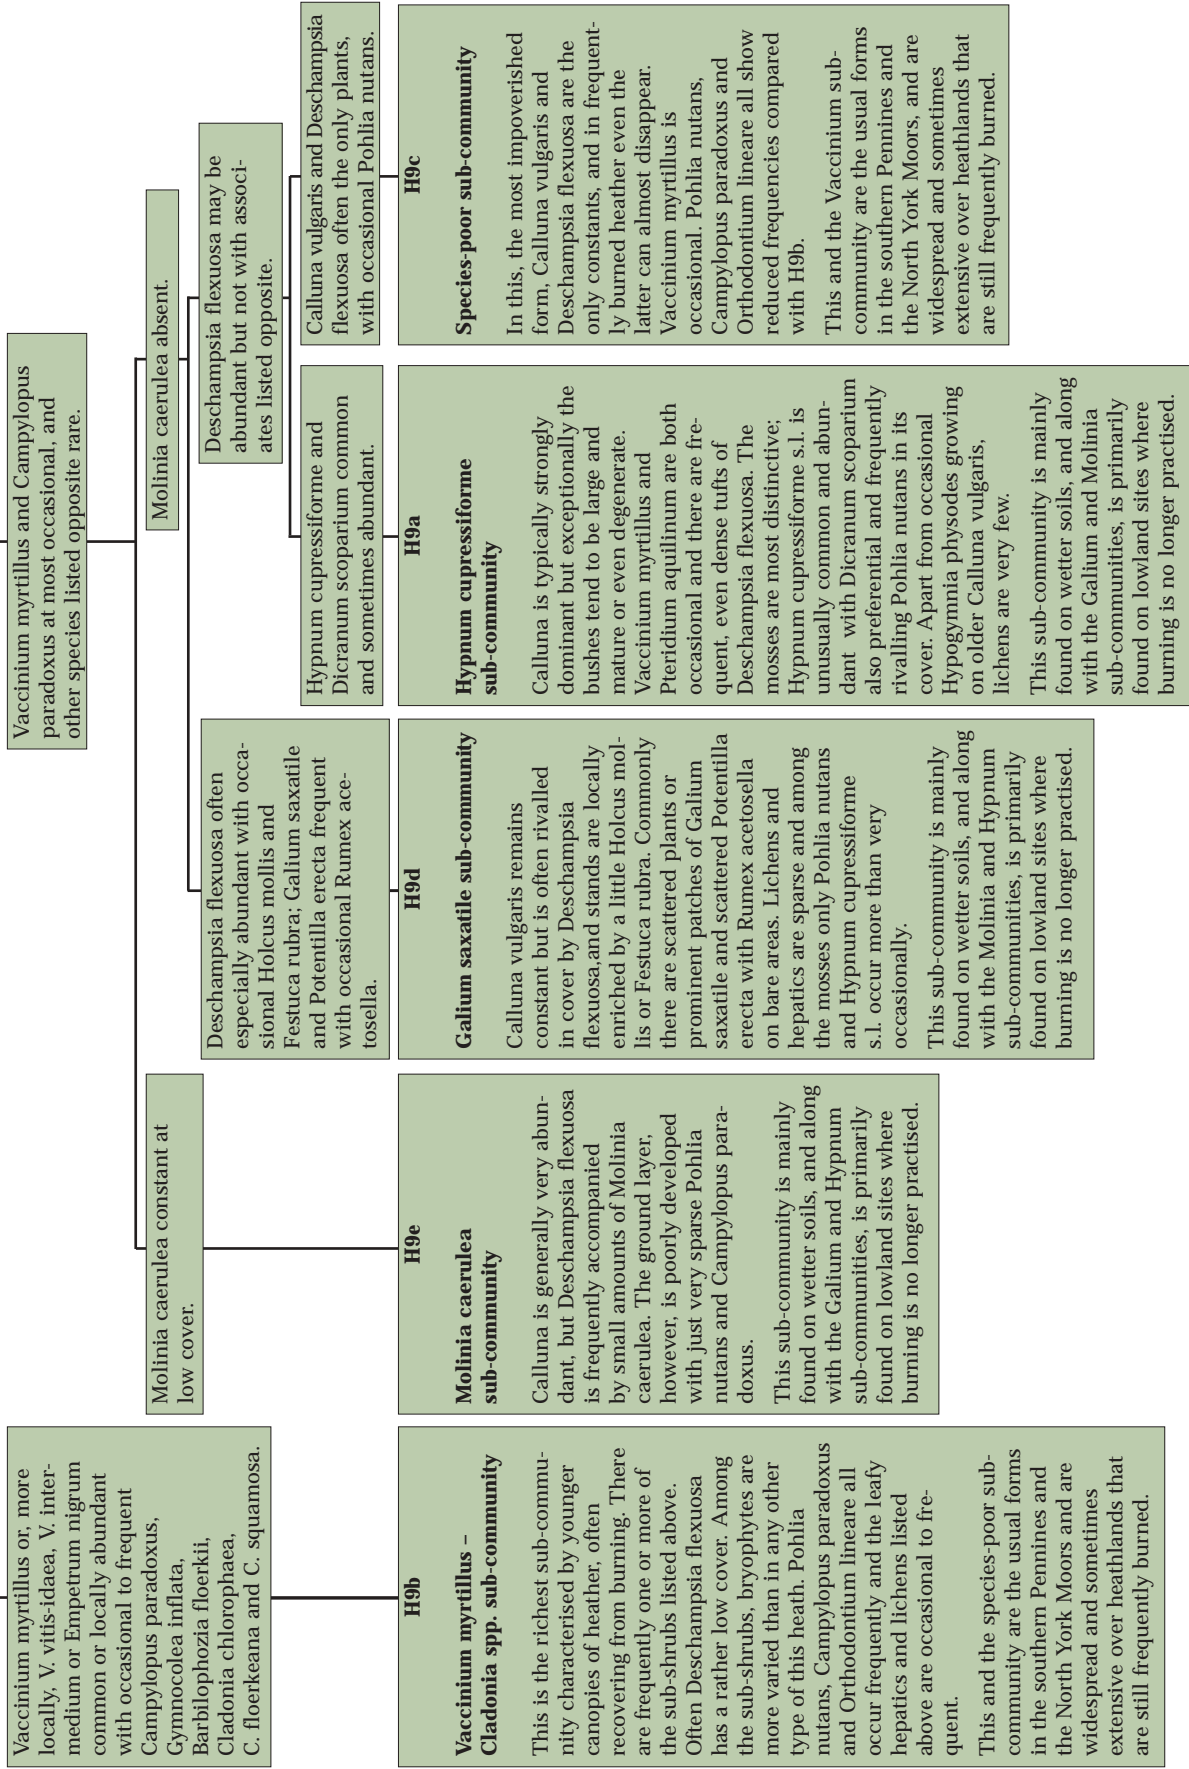 Vaccinium myrtillus or, more
locally, V. vitis-idaea, V. inter-
medium or Empetrum nigrum
common or locally abundant
with occasional to frequent
Campylopus paradoxus,
Gymnocolea inflata,
Barbilophozia floerkii,
Cladonia chlorophaea,
C. floerkeana and C. squamosa.
Vaccinium myrtillus and Campylopus
paradoxus at most occasional, and
other species listed opposite rare.
Molinia caerulea constant at
low cover.
Molinia caerulea absent.
Deschampsia flexuosa often
especially abundant with occa-
sional Holcus mollis and
Festuca rubra; Galium saxatile
and Potentilla erecta frequent
with occasional Rumex ace-
tosella.
Deschampsia flexuosa may be
abundant but not with associ-
ates listed opposite.
Hypnum cupressiforme and
Dicranum scoparium common
and sometimes abundant.
Calluna vulgaris and Deschampsia
flexuosa often the only plants,
with occasional Pohlia nutans.
H9b
Vaccinium myrtillus –
Cladonia spp. sub-community
This is the richest sub-commu-
nity characterised by younger
canopies of heather, often
recovering from burning. There
are frequently one or more of
the sub-shrubs listed above.
Often Deschampsia flexuosa
has a rather low cover. Among
the sub-shrubs, bryophytes are
more varied than in any other
type of this heath. Pohlia
nutans, Campylopus paradoxus
and Orthodontium lineare all
occur frequently and the leafy
hepatics and lichens listed
above are occasional to fre-
quent.
This and the species-poor sub-
community are the usual forms
in the southern Pennines and
the North York Moors and are
widespread and sometimes
extensive over heathlands that
are still frequently burned.
H9e
Molinia caerulea
sub-community
Calluna is generally very abun-
dant, but Deschampsia flexuosa
is frequently accompanied
by small amounts of Molinia
caerulea. The ground layer,
however, is poorly developed
with just very sparse Pohlia
nutans and Campylopus para-
doxus.
This sub-community is mainly
found on wetter soils, and along
with the Galium and Hypnum
sub-communities, is primarily
found on lowland sites where
burning is no longer practised.
H9d
Galium saxatile sub-community
Calluna vulgaris remains
constant but is often rivalled
in cover by Deschampsia
flexuosa,and stands are locally
enriched by a little Holcus mol-
lis or Festuca rubra. Commonly
there are scattered plants or
prominent patches of Galium
saxatile and scattered Potentilla
erecta with Rumex acetosella
on bare areas. Lichens and
hepatics are sparse and among
the mosses only Pohlia nutans
and Hypnum cupressiforme
s.l. occur more than very
occasionally.
This sub-community is mainly
found on wetter soils, and along
with the Molinia and Hypnum
sub-communities, is primarily
found on lowland sites where
burning is no longer practised.
H9a
Hypnum cupressiforme
sub-community
Calluna is typically strongly
dominant but exceptionally the
bushes tend to be large and
mature or even degenerate.
Vaccinium myrtillus and
Pteridium aquilinum are both
occasional and there are fre-
quent, even dense tufts of
Deschampsia flexuosa. The
mosses are most distinctive;
Hypnum cupressiforme s.l. is
unusually common and abun-
dant with Dicranum scoparium
also preferential and frequently
rivalling Pohlia nutans in its
cover. Apart from occasional
Hypogymnia physodes growing
on older Calluna vulgaris,
lichens are very few.
This sub-community is mainly
found on wetter soils, and along
with the Galium and Molinia
sub-communities, is primarily
found on lowland sites where
burning is no longer practised.
H9c
Species-poor sub-community
In this, the most impoverished
form, Calluna vulgaris and
Deschampsia flexuosa are the
only constants, and in frequent-
ly burned heather even the
latter can almost disappear.
Vaccinium myrtillus is
occasional. Pohlia nutans,
Campylopus paradoxus and
Orthodontium lineare all show
reduced frequencies compared
with H9b.
This and the Vaccinium sub-
community are the usual forms
in the southern Pennines and
the North York Moors, and are
widespread and sometimes
extensive over heathlands that
are still frequently burned.